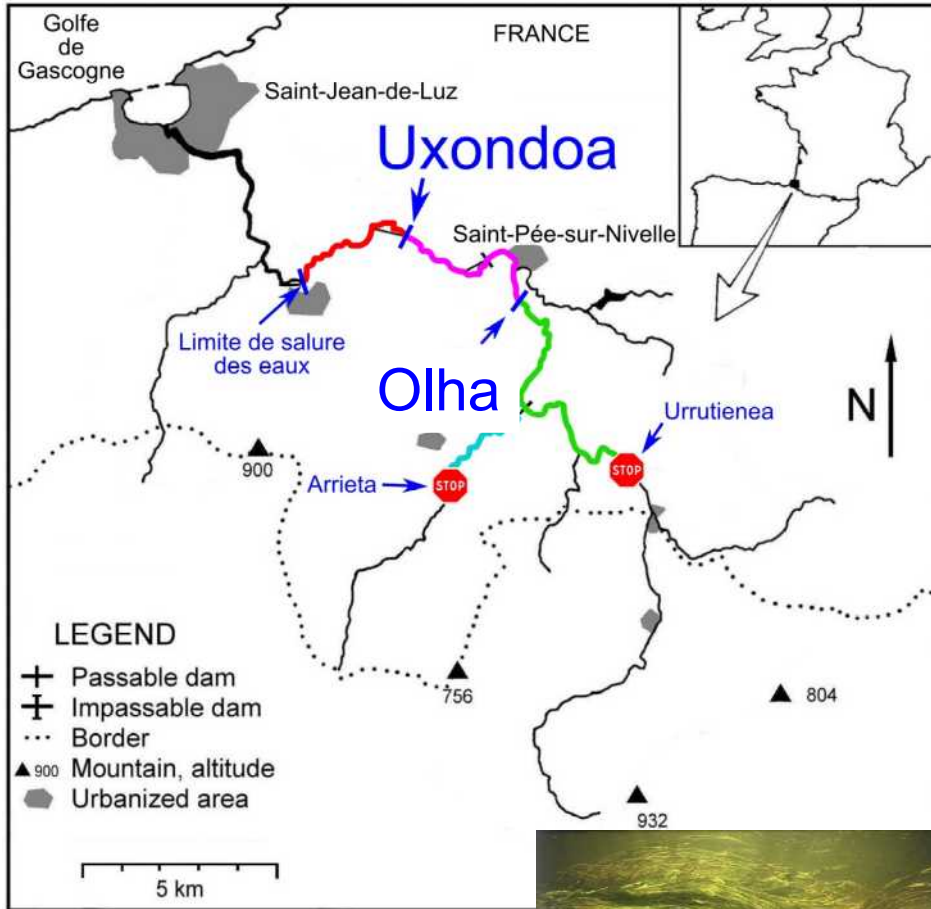 Golfe
de
Gascogne
FRANCE
Saint-Jean-de-Luz
Uxondoa
Saint-Pée-sur-Nivelle
Limite de salure
des eaux
Olha
N
Urrutienea
900
Arrieta
STOP
STOP
LEGEND
Passable dam
Impassable dam
Border
900 Mountain, altitude
Urbanized area
756
804
932
5 km